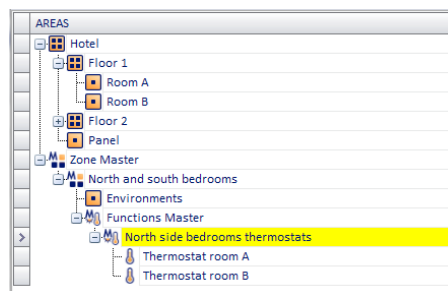 AREAS
Hotel
Floor 1
Room A
Room B
Floor 2
Panel
Zone Master
North and south bedrooms
Environments
Functions Master
North side bedrooms thermostats
Thermostat room A
Thermostat room B